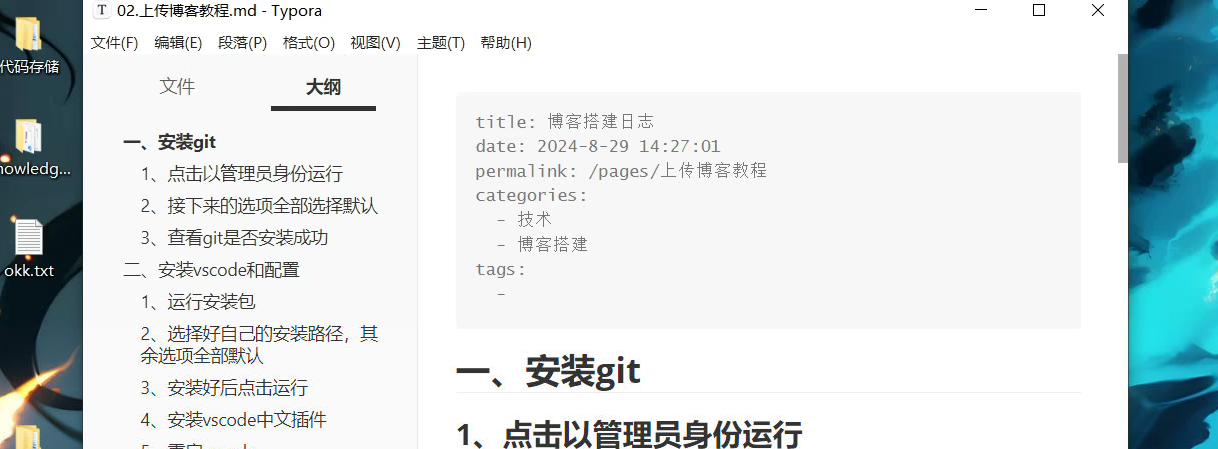 02.上传博客教程.md - Typora
文件(F) 编辑(E) 段落(P) 格式(O) 视图(V) 主题(T) 帮助(H)
代码存储
nowledg...
okk.txt
文件 大纲
一、安装git
1、点击以管理员身份运行
2、接下来的选项全部选择默认
3、查看git是否安装成功
二、安装vscode和配置
1、运行安装包
2、选择好自己的安装路径，其
余选项全部默认
3、安装好后点击运行
4、安装vscode中文插件
title: 博客搭建日志
date: 2024-8-29 14:27:01
permalink: /pages/上传博客教程
categories:
- 技术
- 博客搭建
tags:
-
一、安装git
1、点击以管理员身份运行